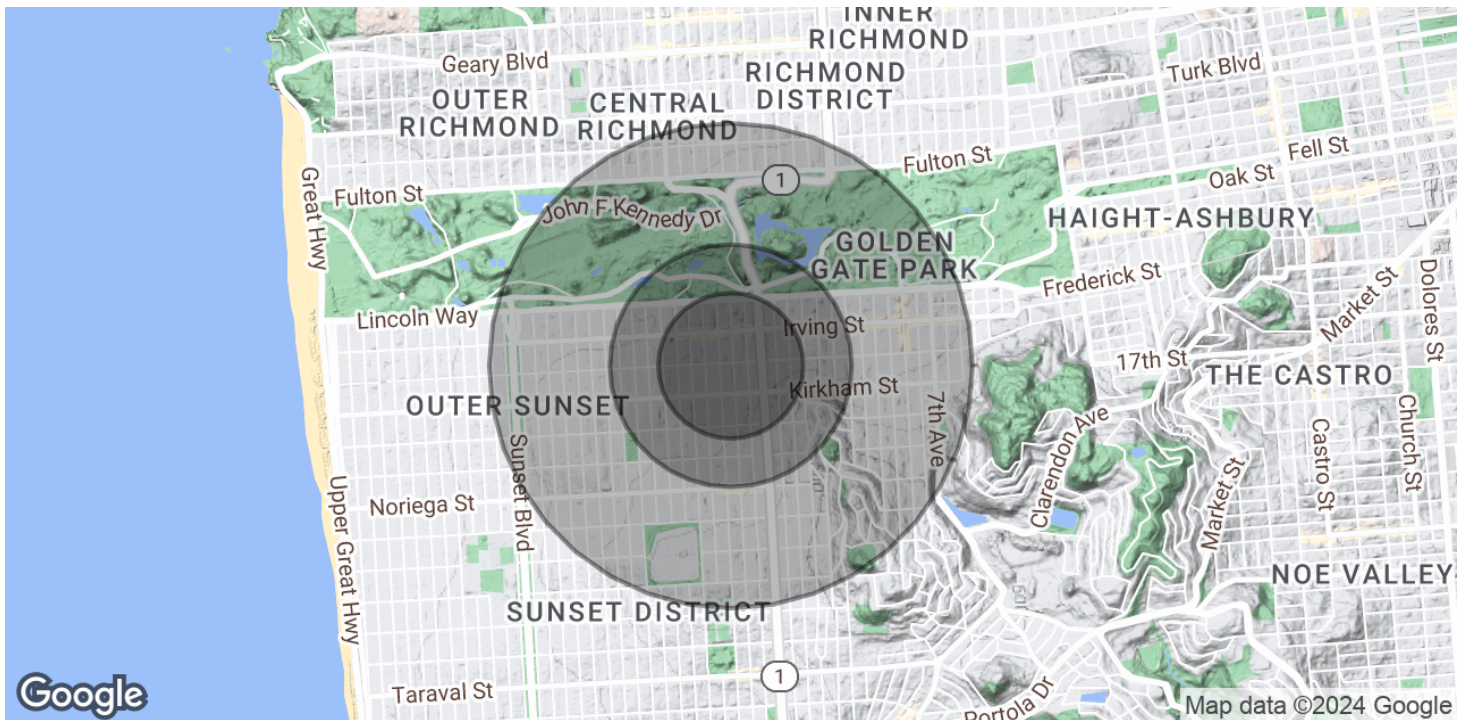 INNER
RICHMOND
Geary Blvd
Turk Blvd
RICHMOND
DISTRICT
OUTER
RICHMOND
CENTRAL
RICHMOND
Fulton St
Fell St
Oak St
1
Great Hwy
Fulton St
John F Kennedy Dr
HAIGHT-ASHBURY
GOLDEN
GATE PARK
Frederick St
Dolores St
Market St
Lincoln Way
Irving St
17th St
THE CASTRO
Kirkham St
OUTER SUNSET
7th Ave
Church St
Clarendon Ave
Castro St
Sunset Blvd
Market St
Upper Great Hwy
Noriega St
NOE VALLEY
SUNSET DISTRICT
1
Taraval St
Portola Dr
Google
Map data ©2024 Google